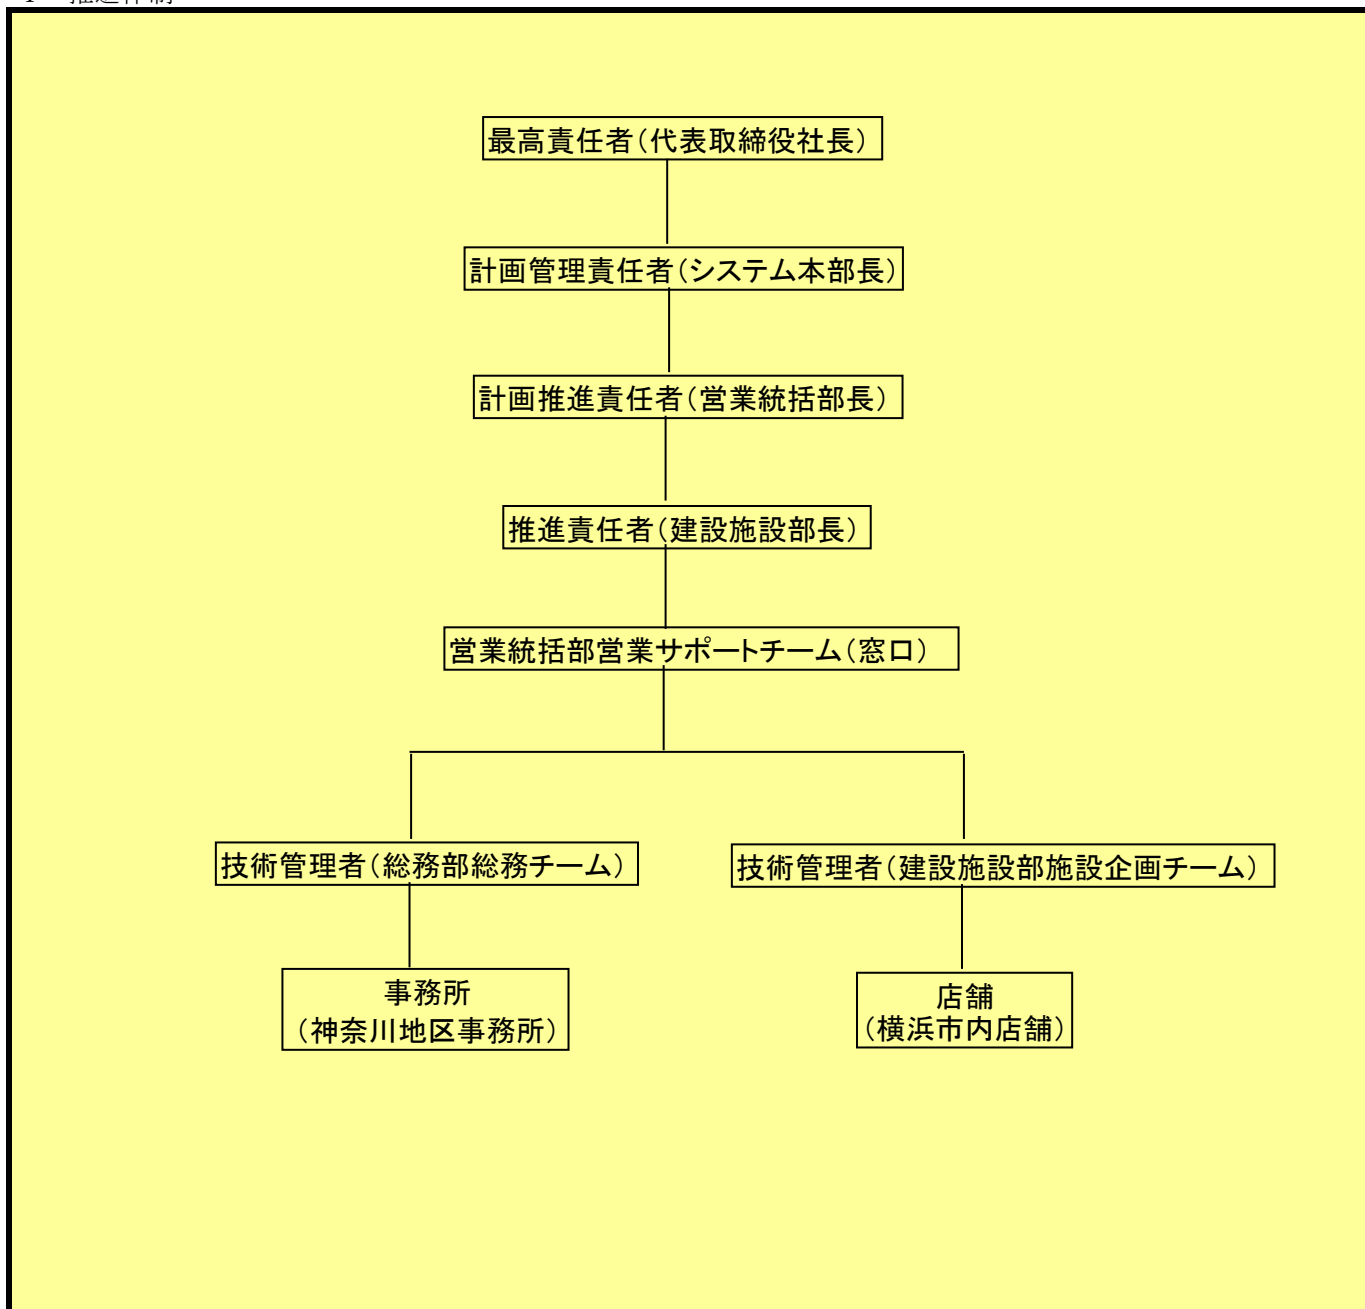 最高責任者(代表取締役社長)
計画管理責任者(システム本部長)
計画推進責任者(営業統括部長)
推進責任者(建設施設部長)
営業統括部営業サポートチーム(窓口)
技術管理者(総務部総務チーム)
技術管理者(建設施設部施設企画チーム)
事務所
(神奈川地区事務所)
店舗
(横浜市内店舗)